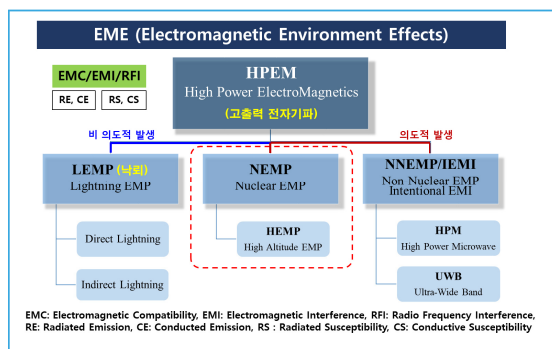 EME (Electromagnetic Environment Effects)
EMC/EMI/RFI
RE, CE
RS, CS
HPEM
High Power ElectroMagnetics
(고출력 전자기파)
비 의도적 발생
의도적 발생
LEMP (낙뢰)
Lightning EMP
NEMP
Nuclear EMP
NNEMP/IEMI
Non Nuclear EMP
Intentional EMI
Direct Lightning
Indirect Lightning
HEMP
High Altitude EMP
HPM
High Power Microwave
UWB
Ultra-Wide Band
EMC: Electromagnetic Compatibility, EMI: Electromagnetic Interference, RFI: Radio Frequency Interference,
RE: Radiated Emission, CE: Conducted Emission, RS : Radiated Susceptibility, CS: Conductive Susceptibility